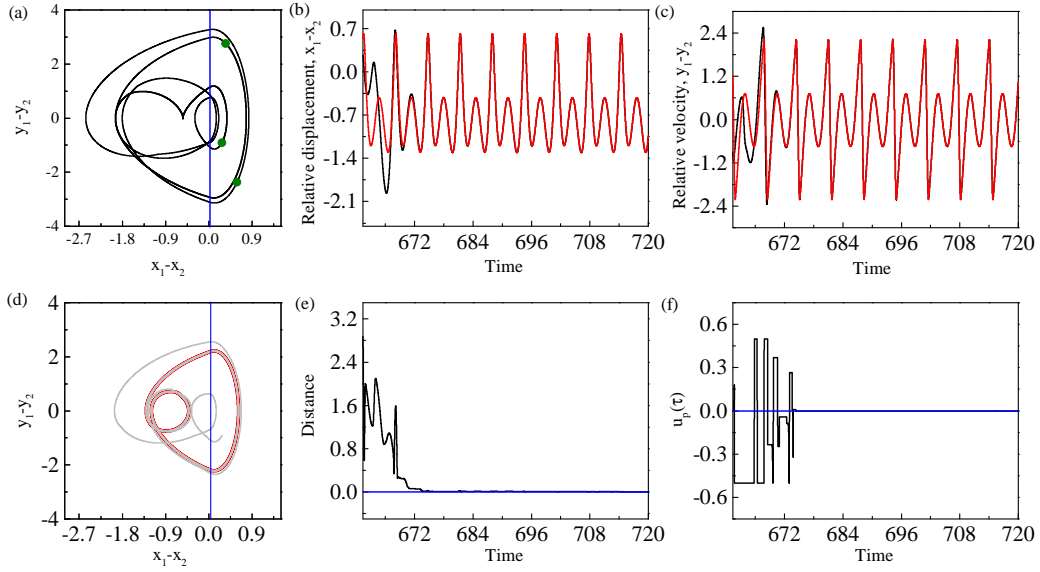 (a)
4
2
0
-2
-4
y₁-y₂
-2.7 -1.8 -0.9 0.0 0.9
x₁-x₂
(b)
0.7
0.0
-0.7
-1.4
-2.1
Relative displacement, x₁-x₂
672 684 696 708 720
Time
(c)
2.4
1.2
0.0
-1.2
-2.4
Relative velocity, y₁-y₂
672 684 696 708 720
Time
(d)
4
2
0
-2
-4
y₁-y₂
-2.7 -1.8 -0.9 0.0 0.9
x₁-x₂
(e)
3.2
2.4
1.6
0.8
0.0
Distance
672 684 696 708 720
Time
(f)
0.6
0.3
0.0
-0.3
-0.6
uₚ(τ)
672 684 696 708 720
Time